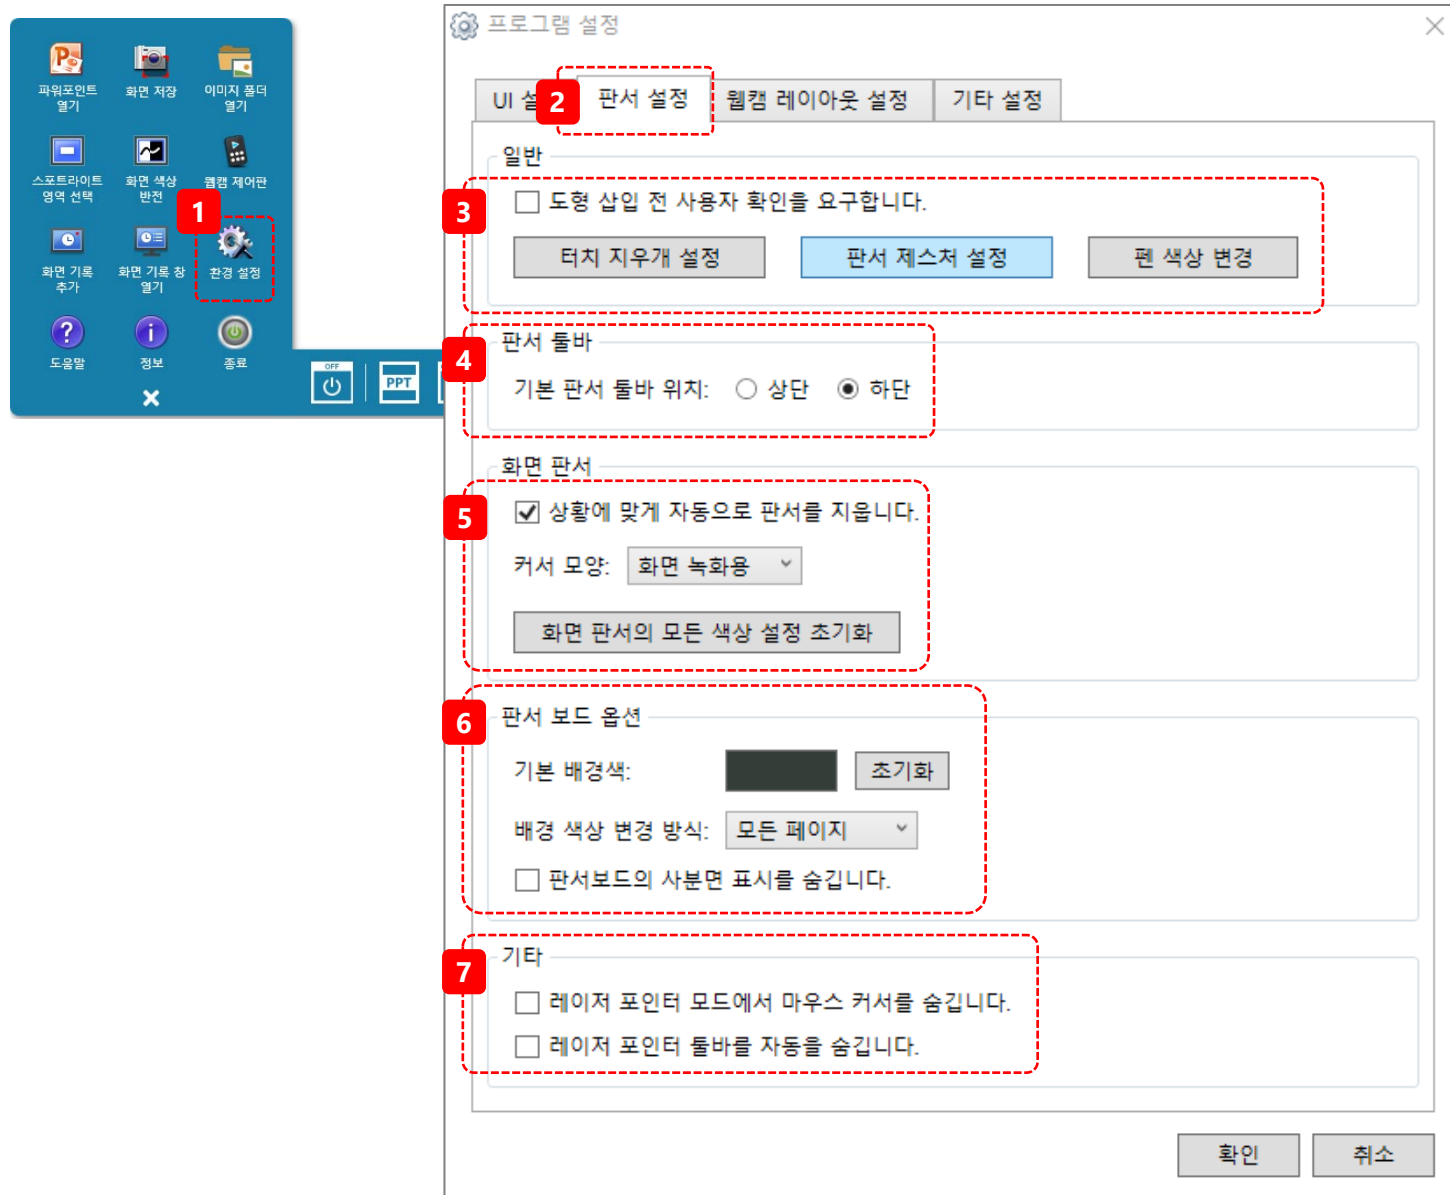 파워포인트
열기
화면 저장
이미지 폴더
열기
스포트라이트
영역 선택
화면 색상
반전
웹캠 제어판
1
화면 기록
추가
화면 기록 창
열기
환경 설정
?
도움말
i
정보
종료
OFF
PPT
프로그램 설정
UI 설
2
판서 설정
웹캠 레이아웃 설정
기타 설정
일반
3
도형 삽입 전 사용자 확인을 요구합니다.
터치 지우개 설정
판서 제스처 설정
펜 색상 변경
판서 툴바
4
기본 판서 툴바 위치:
상단
하단
화면 판서
5
상황에 맞게 자동으로 판서를 지웁니다.
커서 모양:
화면 녹화용
화면 판서의 모든 색상 설정 초기화
6
판서 보드 옵션
기본 배경색:
초기화
배경 색상 변경 방식:
모든 페이지
판서보드의 사분면 표시를 숨깁니다.
기타
7
레이저 포인터 모드에서 마우스 커서를 숨깁니다.
레이저 포인터 툴바를 자동을 숨깁니다.
확인
취소